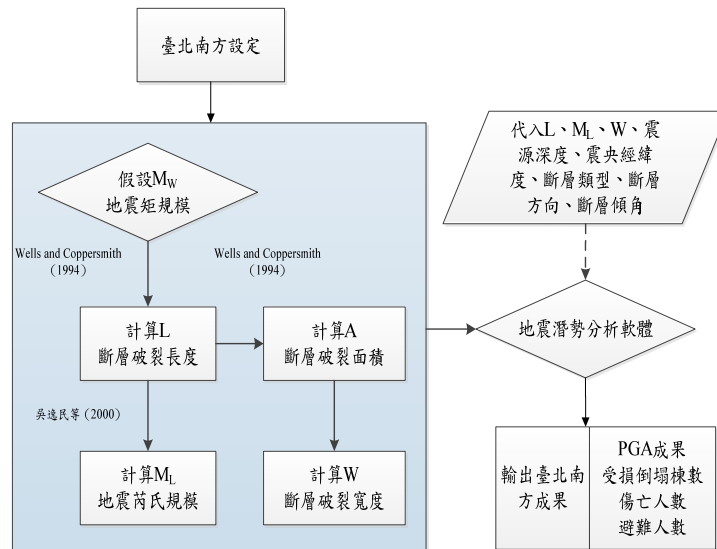 臺北南方設定
假設MW
地震矩規模
Wells and Coppersmith
(1994)
Wells and Coppersmith
(1994)
計算L
斷層破裂長度
計算A
斷層破裂面積
吳逸民等(2000)
計算ML
地震芮氏規模
計算W
斷層破裂寬度
代入L、ML、W、震
源深度、震央經緯
度、斷層類型、斷層
方向、斷層傾角
地震潛勢分析軟體
輸出臺北南
方成果
PGA成果
受損倒塌棟數
傷亡人數
避難人數